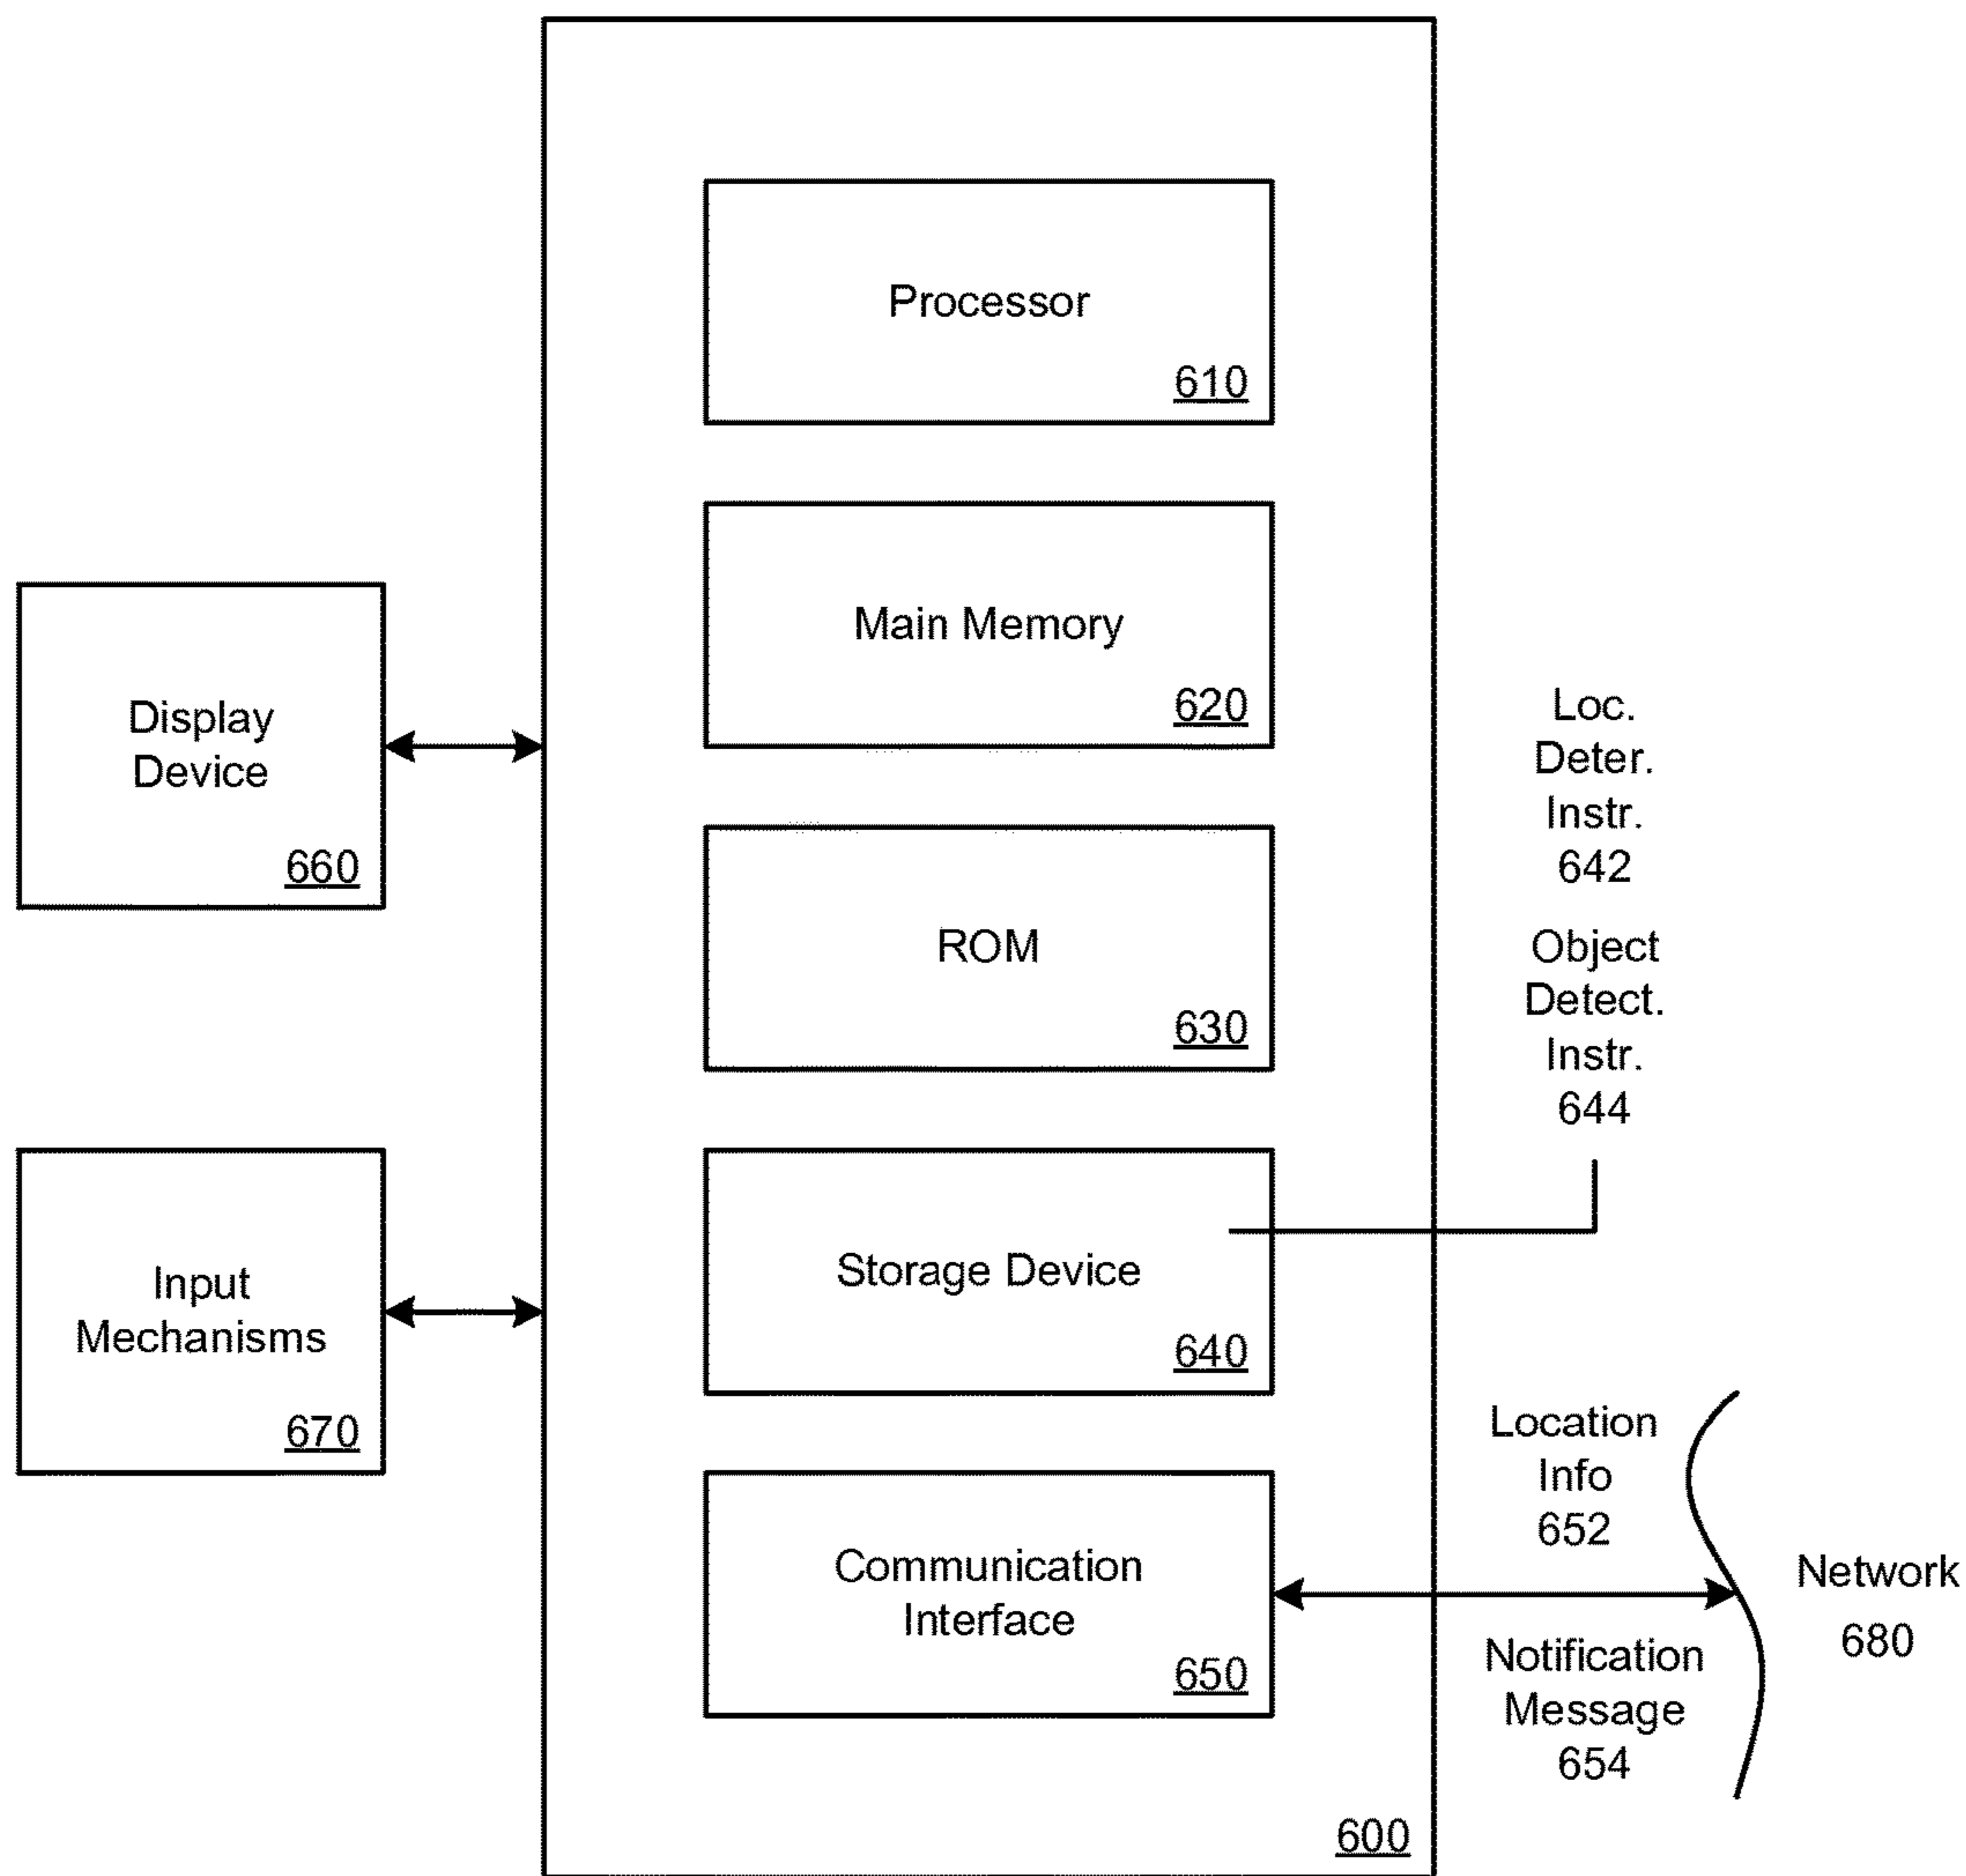 Processor
610
Main Memory
620
ROM
630
Storage Device
640
Communication
Interface
650
600
Display
Device
660
Input
Mechanisms
670
Loc.
Deter.
Instr.
642
Object
Detect.
Instr.
644
Location
Info
652
Notification
Message
654
Network
680